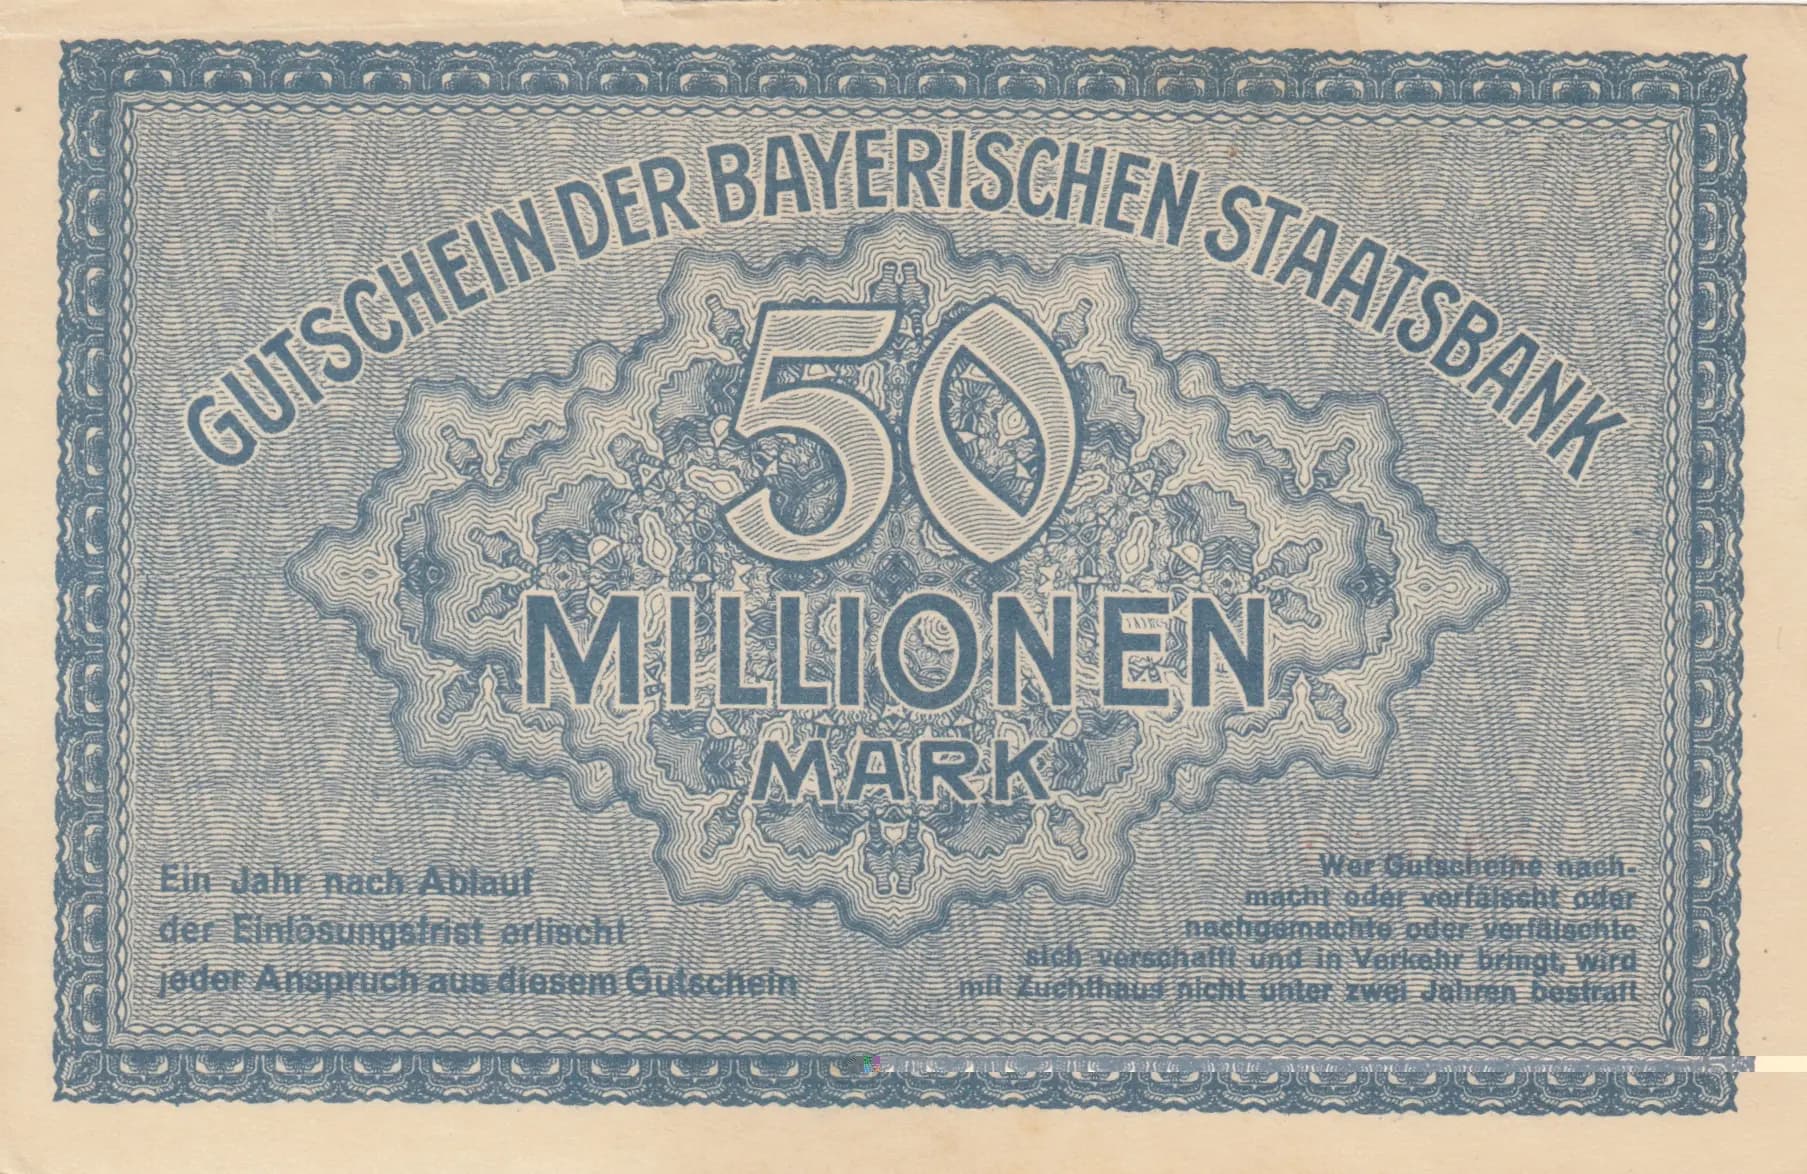 GUTSCHEIN DER BAYERISCHEN STAATSBANK
50
MILLIONEN
MARK
Ein Jahr nach Ablauf
der Einlösungsfrist erlischt
jeder Anspruch aus diesem Gutschein
Wer Gutscheine nach-
macht oder verfälscht oder
nachgemachte oder verfälschte
sich verschafft und in Verkehr bringt, wird
mit Zuchthaus nicht unter zwei Jahren bestraft